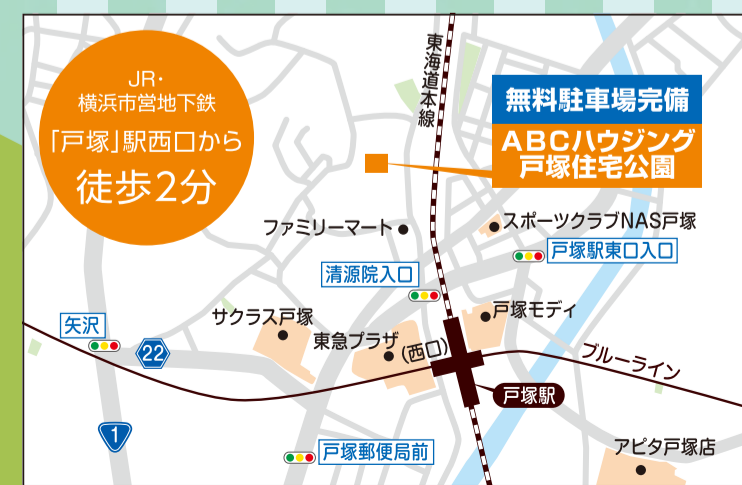 JR・
横浜市営地下鉄
「戸塚」駅西口から
徒歩2分
東海道本線
無料駐車場完備
ABCハウジング
戸塚住宅公園
ファミリーマート
スポーツクラブNAS戸塚
戸塚駅東口入口
清源院入口
矢沢
サクラス戸塚
戸塚モディ
22
東急プラザ
(西口)
ブルーライン
戸塚駅
1
戸塚郵便局前
アピタ戸塚店